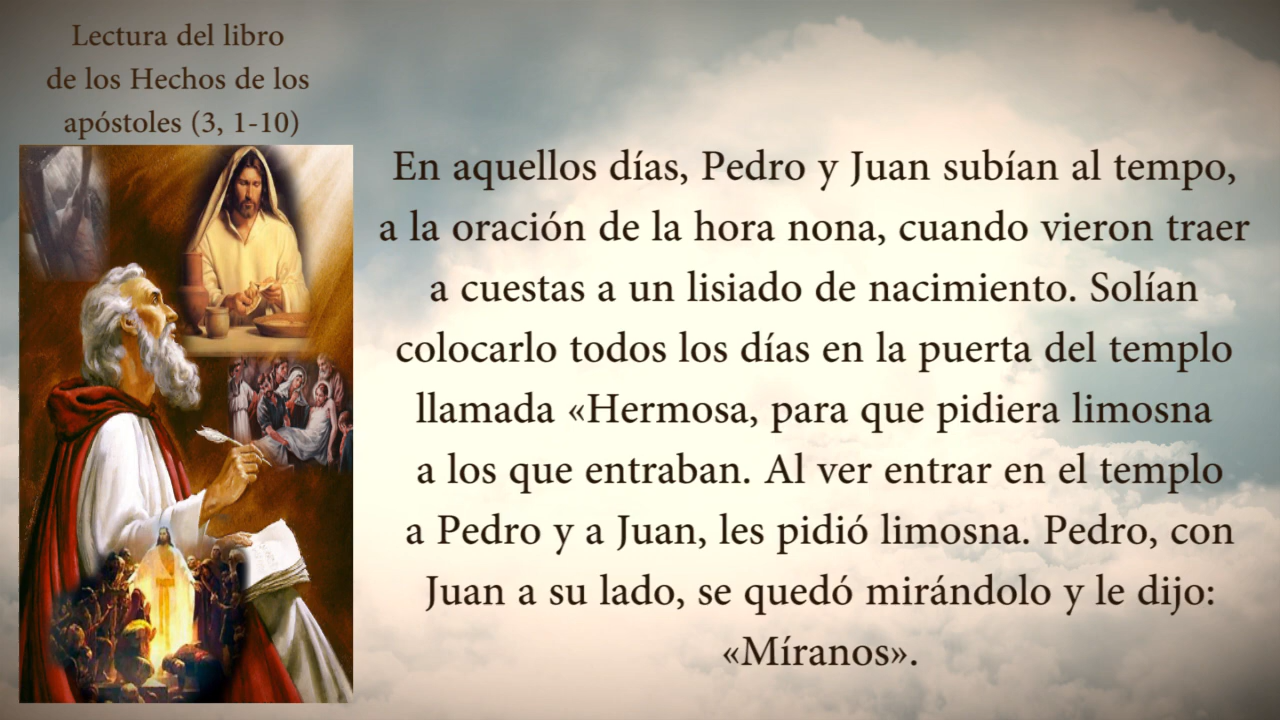 Lectura del libro
de los Hechos de los
apóstoles (3, 1-10)
En aquellos días, Pedro y Juan subían al tempo,
a la oración de la hora nona, cuando vieron traer
a cuestas a un lisiado de nacimiento. Solían
colocarlo todos los días en la puerta del templo
llamada «Hermosa, para que pidiera limosna
a los que entraban. Al ver entrar en el templo
a Pedro y a Juan, les pidió limosna. Pedro, con
Juan a su lado, se quedó mirándolo y le dijo:
«Míranos».